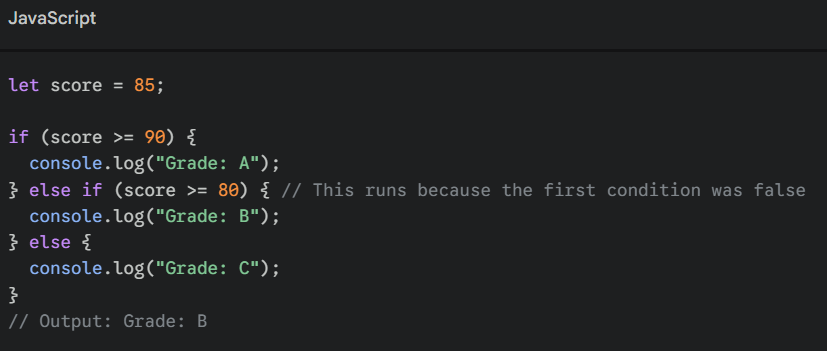 JavaScript
let score = 85;
if (score >= 90) {
  console.log("Grade: A");
} else if (score >= 80) { // This runs because the first condition was false
  console.log("Grade: B");
} else {
  console.log("Grade: C");
}
// Output: Grade: B